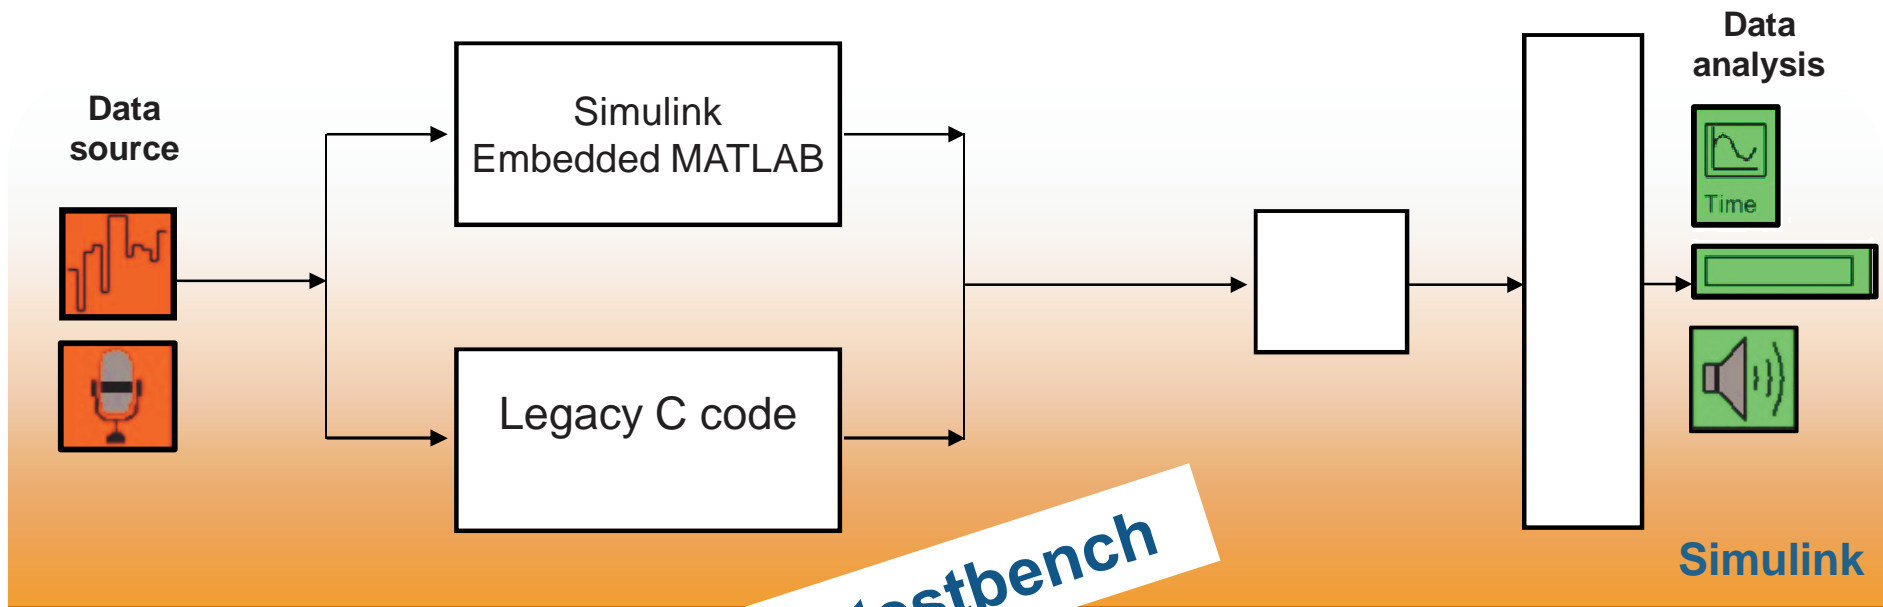 Data
source
Simulink
Embedded MATLAB
Legacy C code
Data
analysis
Time
Simulink